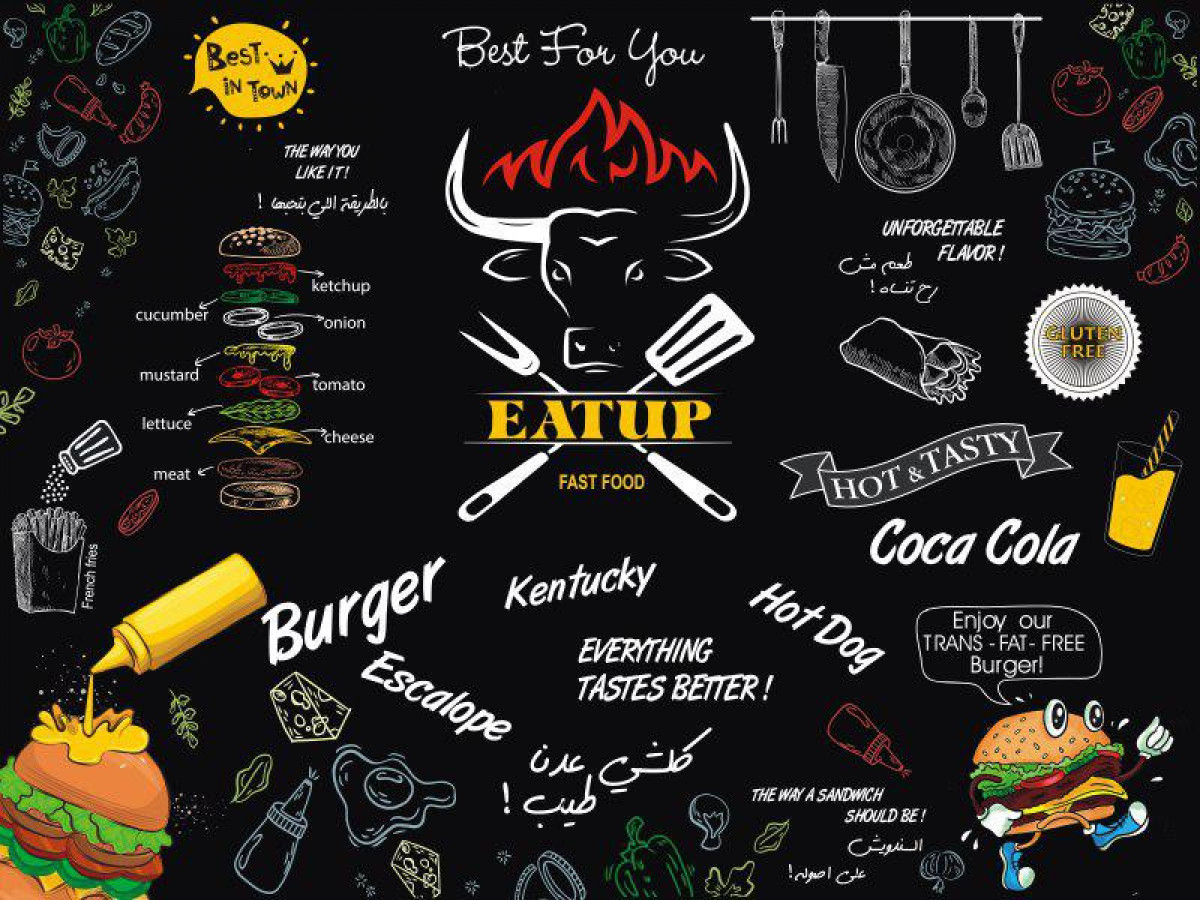 Best For You
BEST
IN TOWN
THE WAY YOU
LIKE IT!
بالطريقة اللي بتحبها !
ketchup
cucumber
onion
mustard
tomato
lettuce
cheese
meat
French fries
EATUP
FAST FOOD
UNFORGETTABLE
FLAVOR!
طعم مش
رح تنساه !
GLUTEN
FREE
HOT & TASTY
Coca Cola
Burger
Kentucky
Hot Dog
Escalope
EVERYTHING
TASTES BETTER!
كلشي عدنا
طيب !
Enjoy our
TRANS - FAT - FREE
Burger!
THE WAY A SANDWICH
SHOULD BE!
السندويش
على اصوله !